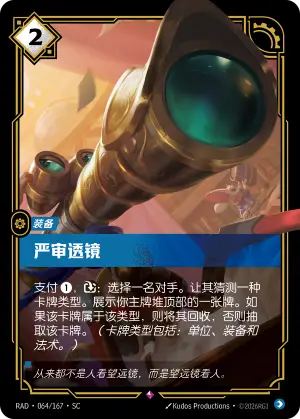 2
装备
严审透镜
支付①，：选择一名对手。让其猜测一种
卡牌类型。展示你主牌堆顶部的一张牌。如
果该卡牌属于该类型，则将其回收，否则抽
取该卡牌。（卡牌类型包括：单位、装备和
法术。）
从来都不是人看望远镜，而是望远镜看人。
RAD • 064/167 • SC
Kudos Productions • ©2026RGI